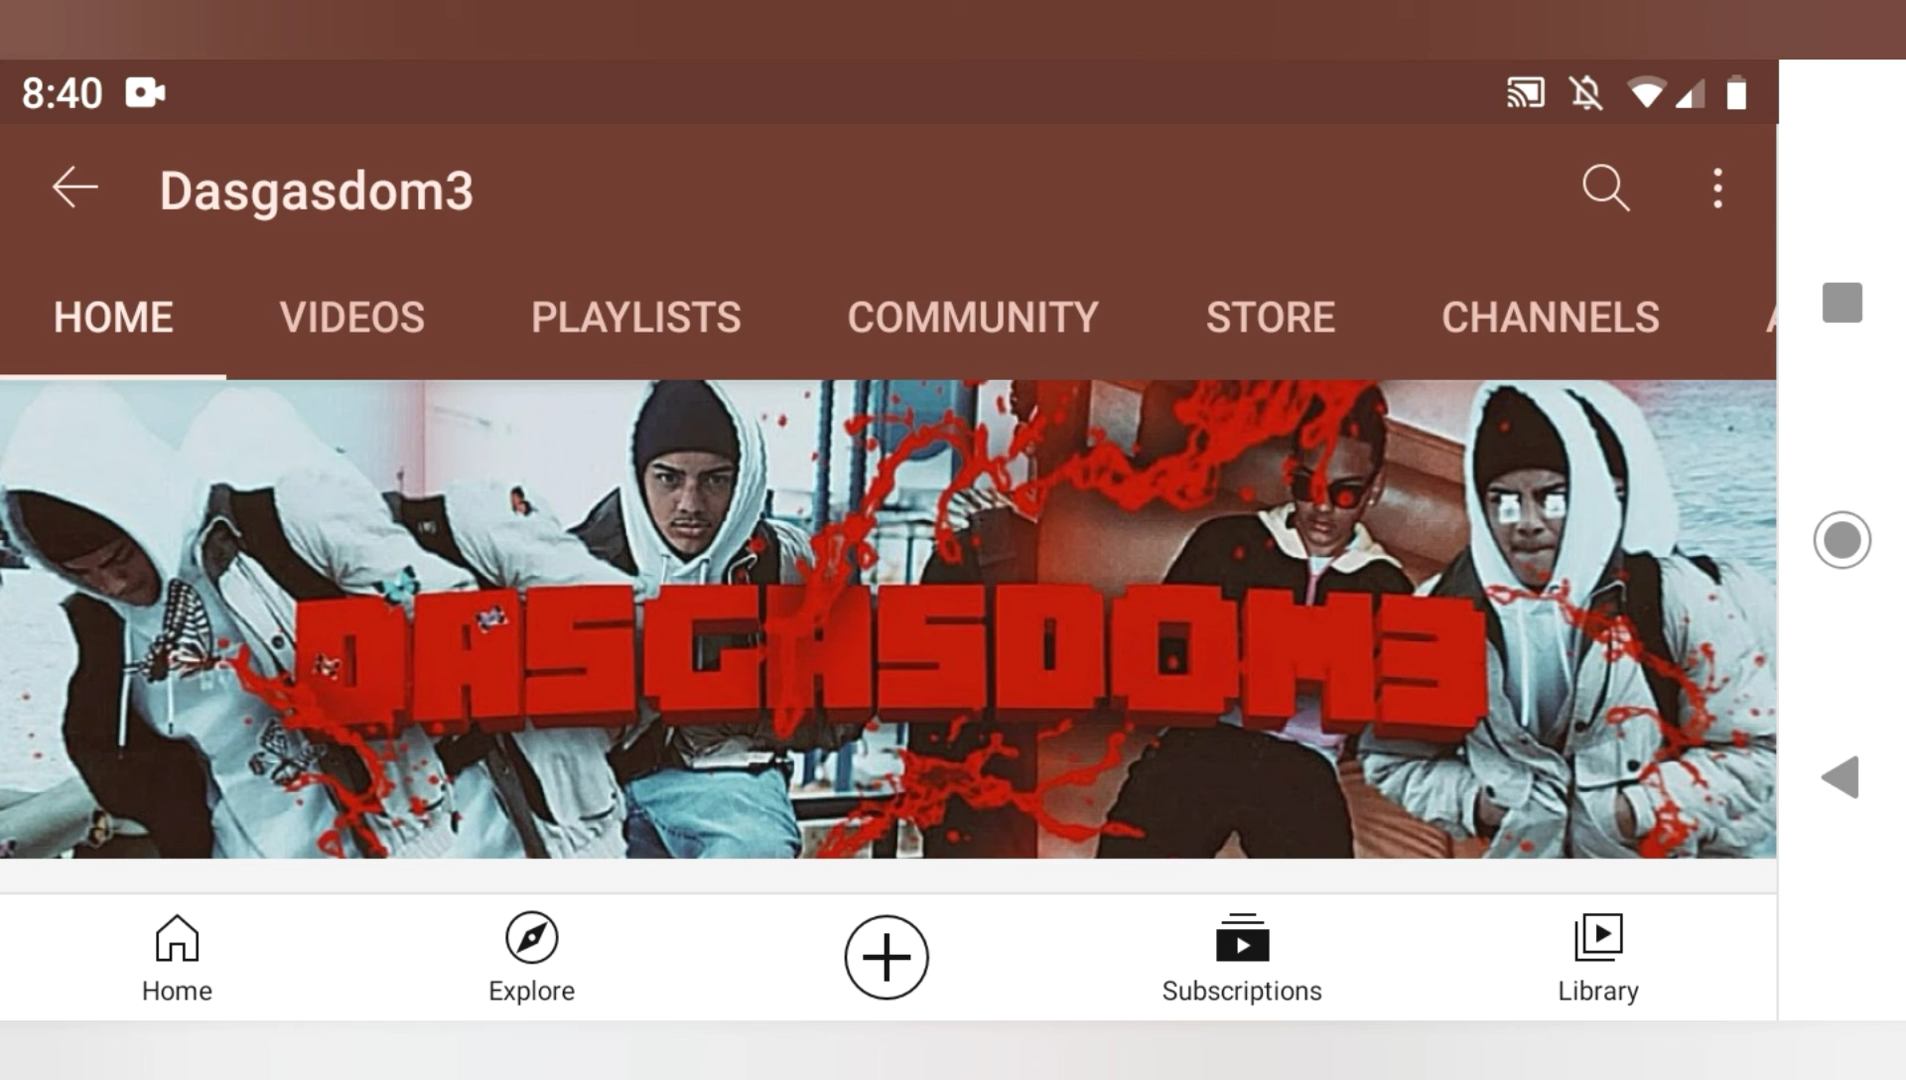 8:40
Dasgasdom3
HOME VIDEOS PLAYLISTS COMMUNITY STORE CHANNELS A
DASGASDOM3
Home Explore Subscriptions Library